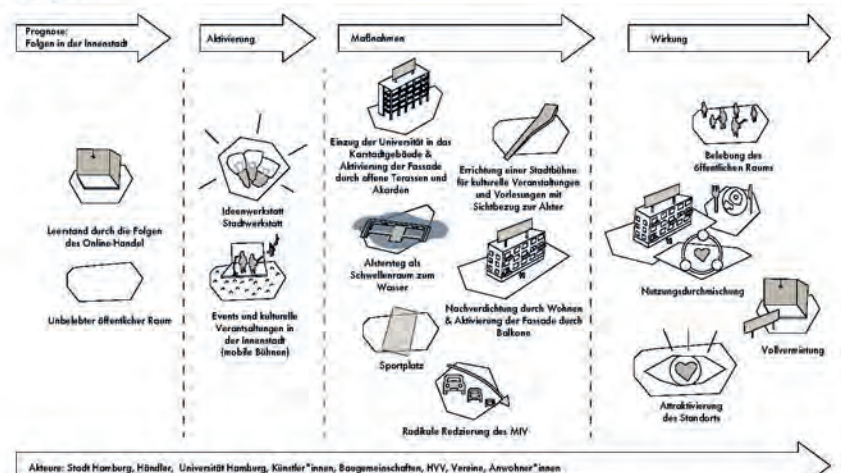 Prognose:
Folgen in der Innenstadt
Aktivierung
Maßnahmen
Wirkung
Leerstand durch die Folgen
des Online-Handel
Unbelebter öffentlicher Raum
Ideenwerkstatt
Stadtwerkstatt
Events und kulturelle
Verantsaltungen in
der Innenstadt
(mobile Bühnen)
Einzug der Universität in das
Karstadtgebäude &
Aktivierung der Fassade
durch offene Terassen und
Akarden
Errichtung einer Stadtbühne
für kulturelle Veranstaltungen
und Vorlesungen mit
Sichtbezug zur Alster
Alstersteg als
Schwellenraum zum
Wasser
Nachverdichtung durch Wohnen
& Aktivierung der Fassade durch
Balkonn
Sportplatz
Radikale Redzierung des MIV
Belebung des
öffentlichen Raums
Nutzungsdurchmischung
Vollvermietung
Attraktivierung
des Standorts
Akteure: Stadt Hamburg, Händler, Universität Hamburg, Künstler*innen, Baugemeinschaften, HVV, Vereine, Anwohner*innen